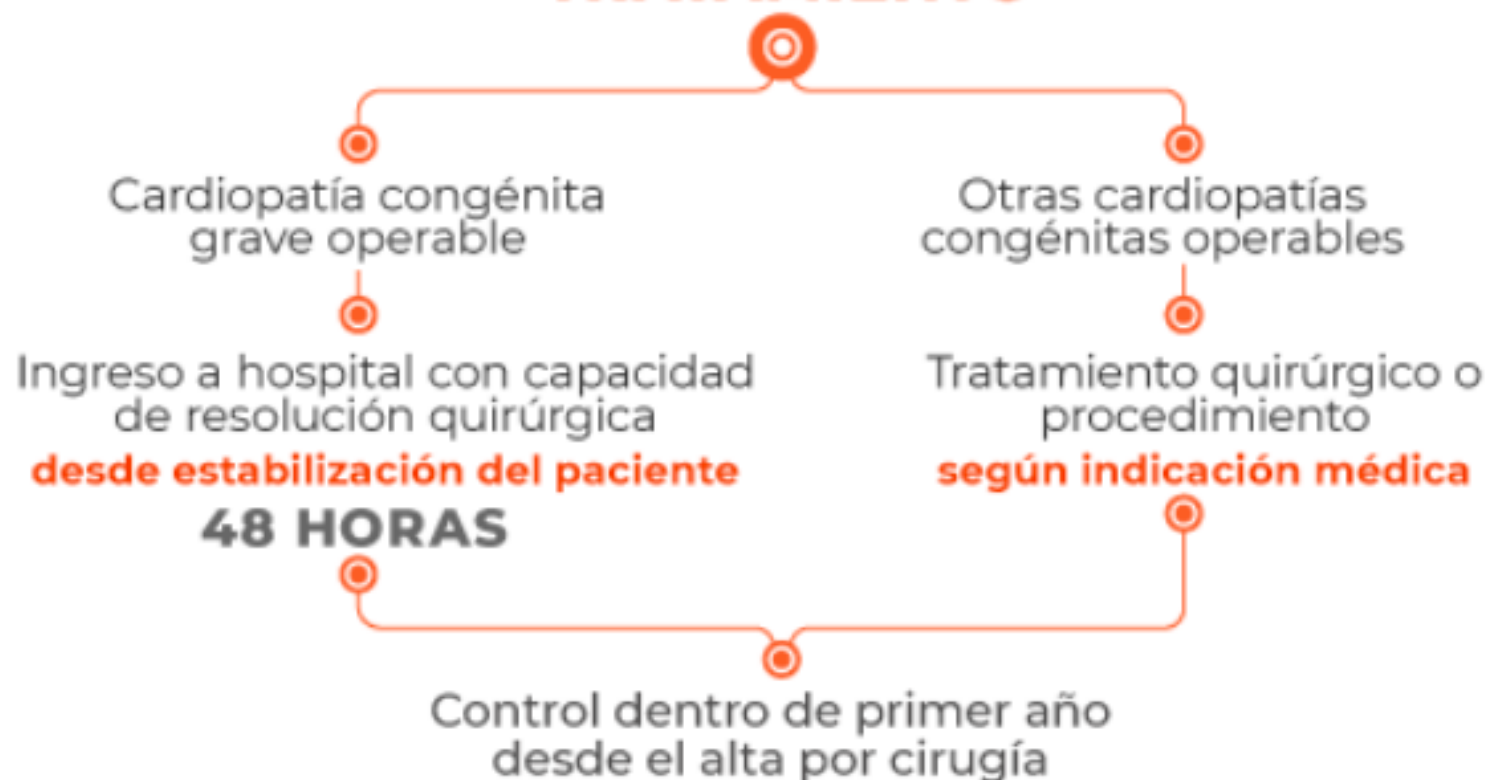 Cardiopatía congénita
grave operable
Otras cardiopatías
congénitas operables
Ingreso a hospital con capacidad
de resolución quirúrgica
desde estabilización del paciente
48 HORAS
Tratamiento quirúrgico o
procedimiento
según indicación médica
Control dentro de primer año
desde el alta por cirugía